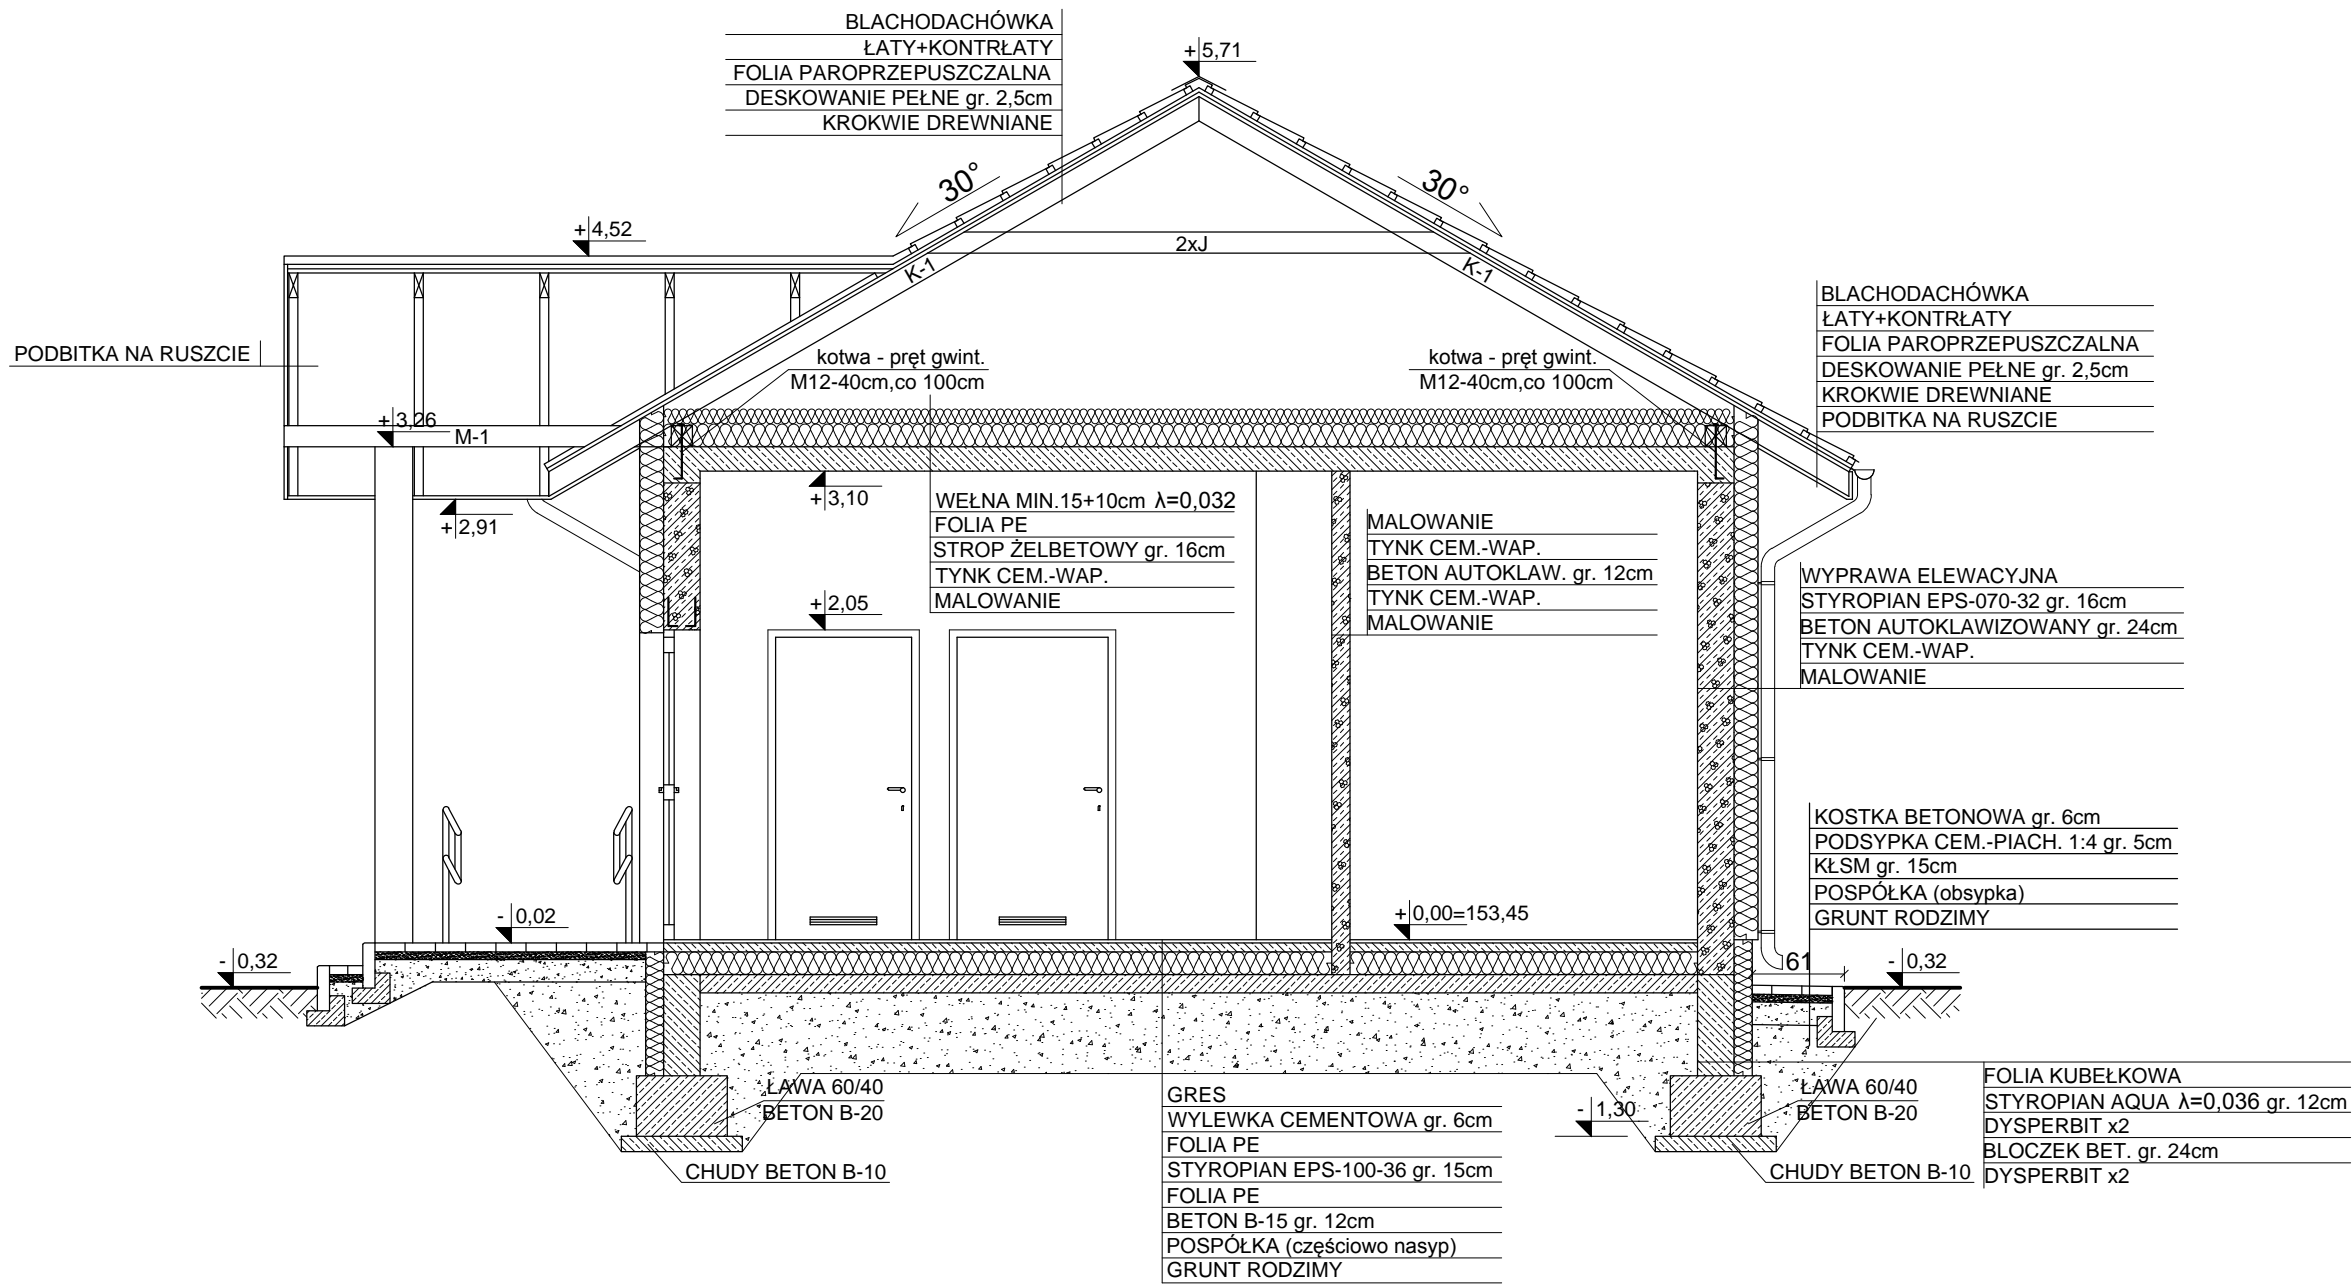 BLACHODACHÓWKA
ŁATY+KONTRŁATY
FOLIA PAROPRZEPUSZCZALNA
DESKOWANIE PEŁNE gr. 2,5cm
KROKWIE DREWNIANE
+5,71
30°
30°
+4,52
2xJ
K-1
K-1
BLACHODACHÓWKA
ŁATY+KONTRŁATY
FOLIA PAROPRZEPUSZCZALNA
DESKOWANIE PEŁNE gr. 2,5cm
KROKWIE DREWNIANE
PODBITKA NA RUSZCIE
PODBITKA NA RUSZCIE
kotwa - pręt gwint.
M12-40cm,co 100cm
kotwa - pręt gwint.
M12-40cm,co 100cm
+3,26
M-1
+3,10
+2,91
WEŁNA MIN.15+10cm λ=0,032
FOLIA PE
STROP ŻELBETOWY gr. 16cm
TYNK CEM.-WAP.
MALOWANIE
MALOWANIE
TYNK CEM.-WAP.
BETON AUTOKLAW. gr. 12cm
TYNK CEM.-WAP.
MALOWANIE
WYPRAWA ELEWACYJNA
STYROPIAN EPS-070-32 gr. 16cm
BETON AUTOKLAWIZOWANY gr. 24cm
TYNK CEM.-WAP.
MALOWANIE
+2,05
KOSTKA BETONOWA gr. 6cm
PODSYPKA CEM.-PIACH. 1:4 gr. 5cm
KŁSM gr. 15cm
POSPÓŁKA (obsypka)
GRUNT RODZIMY
- 0,02
+0,00=153,45
- 0,32
61
- 0,32
ŁAWA 60/40
BETON B-20
CHUDY BETON B-10
GRES
WYLEWKA CEMENTOWA gr. 6cm
FOLIA PE
STYROPIAN EPS-100-36 gr. 15cm
FOLIA PE
BETON B-15 gr. 12cm
POSPÓŁKA (częściowo nasyp)
GRUNT RODZIMY
- 1,30
ŁAWA 60/40
BETON B-20
CHUDY BETON B-10
FOLIA KUBEŁKOWA
STYROPIAN AQUA λ=0,036 gr. 12cm
DYSPERBIT x2
BLOCZEK BET. gr. 24cm
DYSPERBIT x2